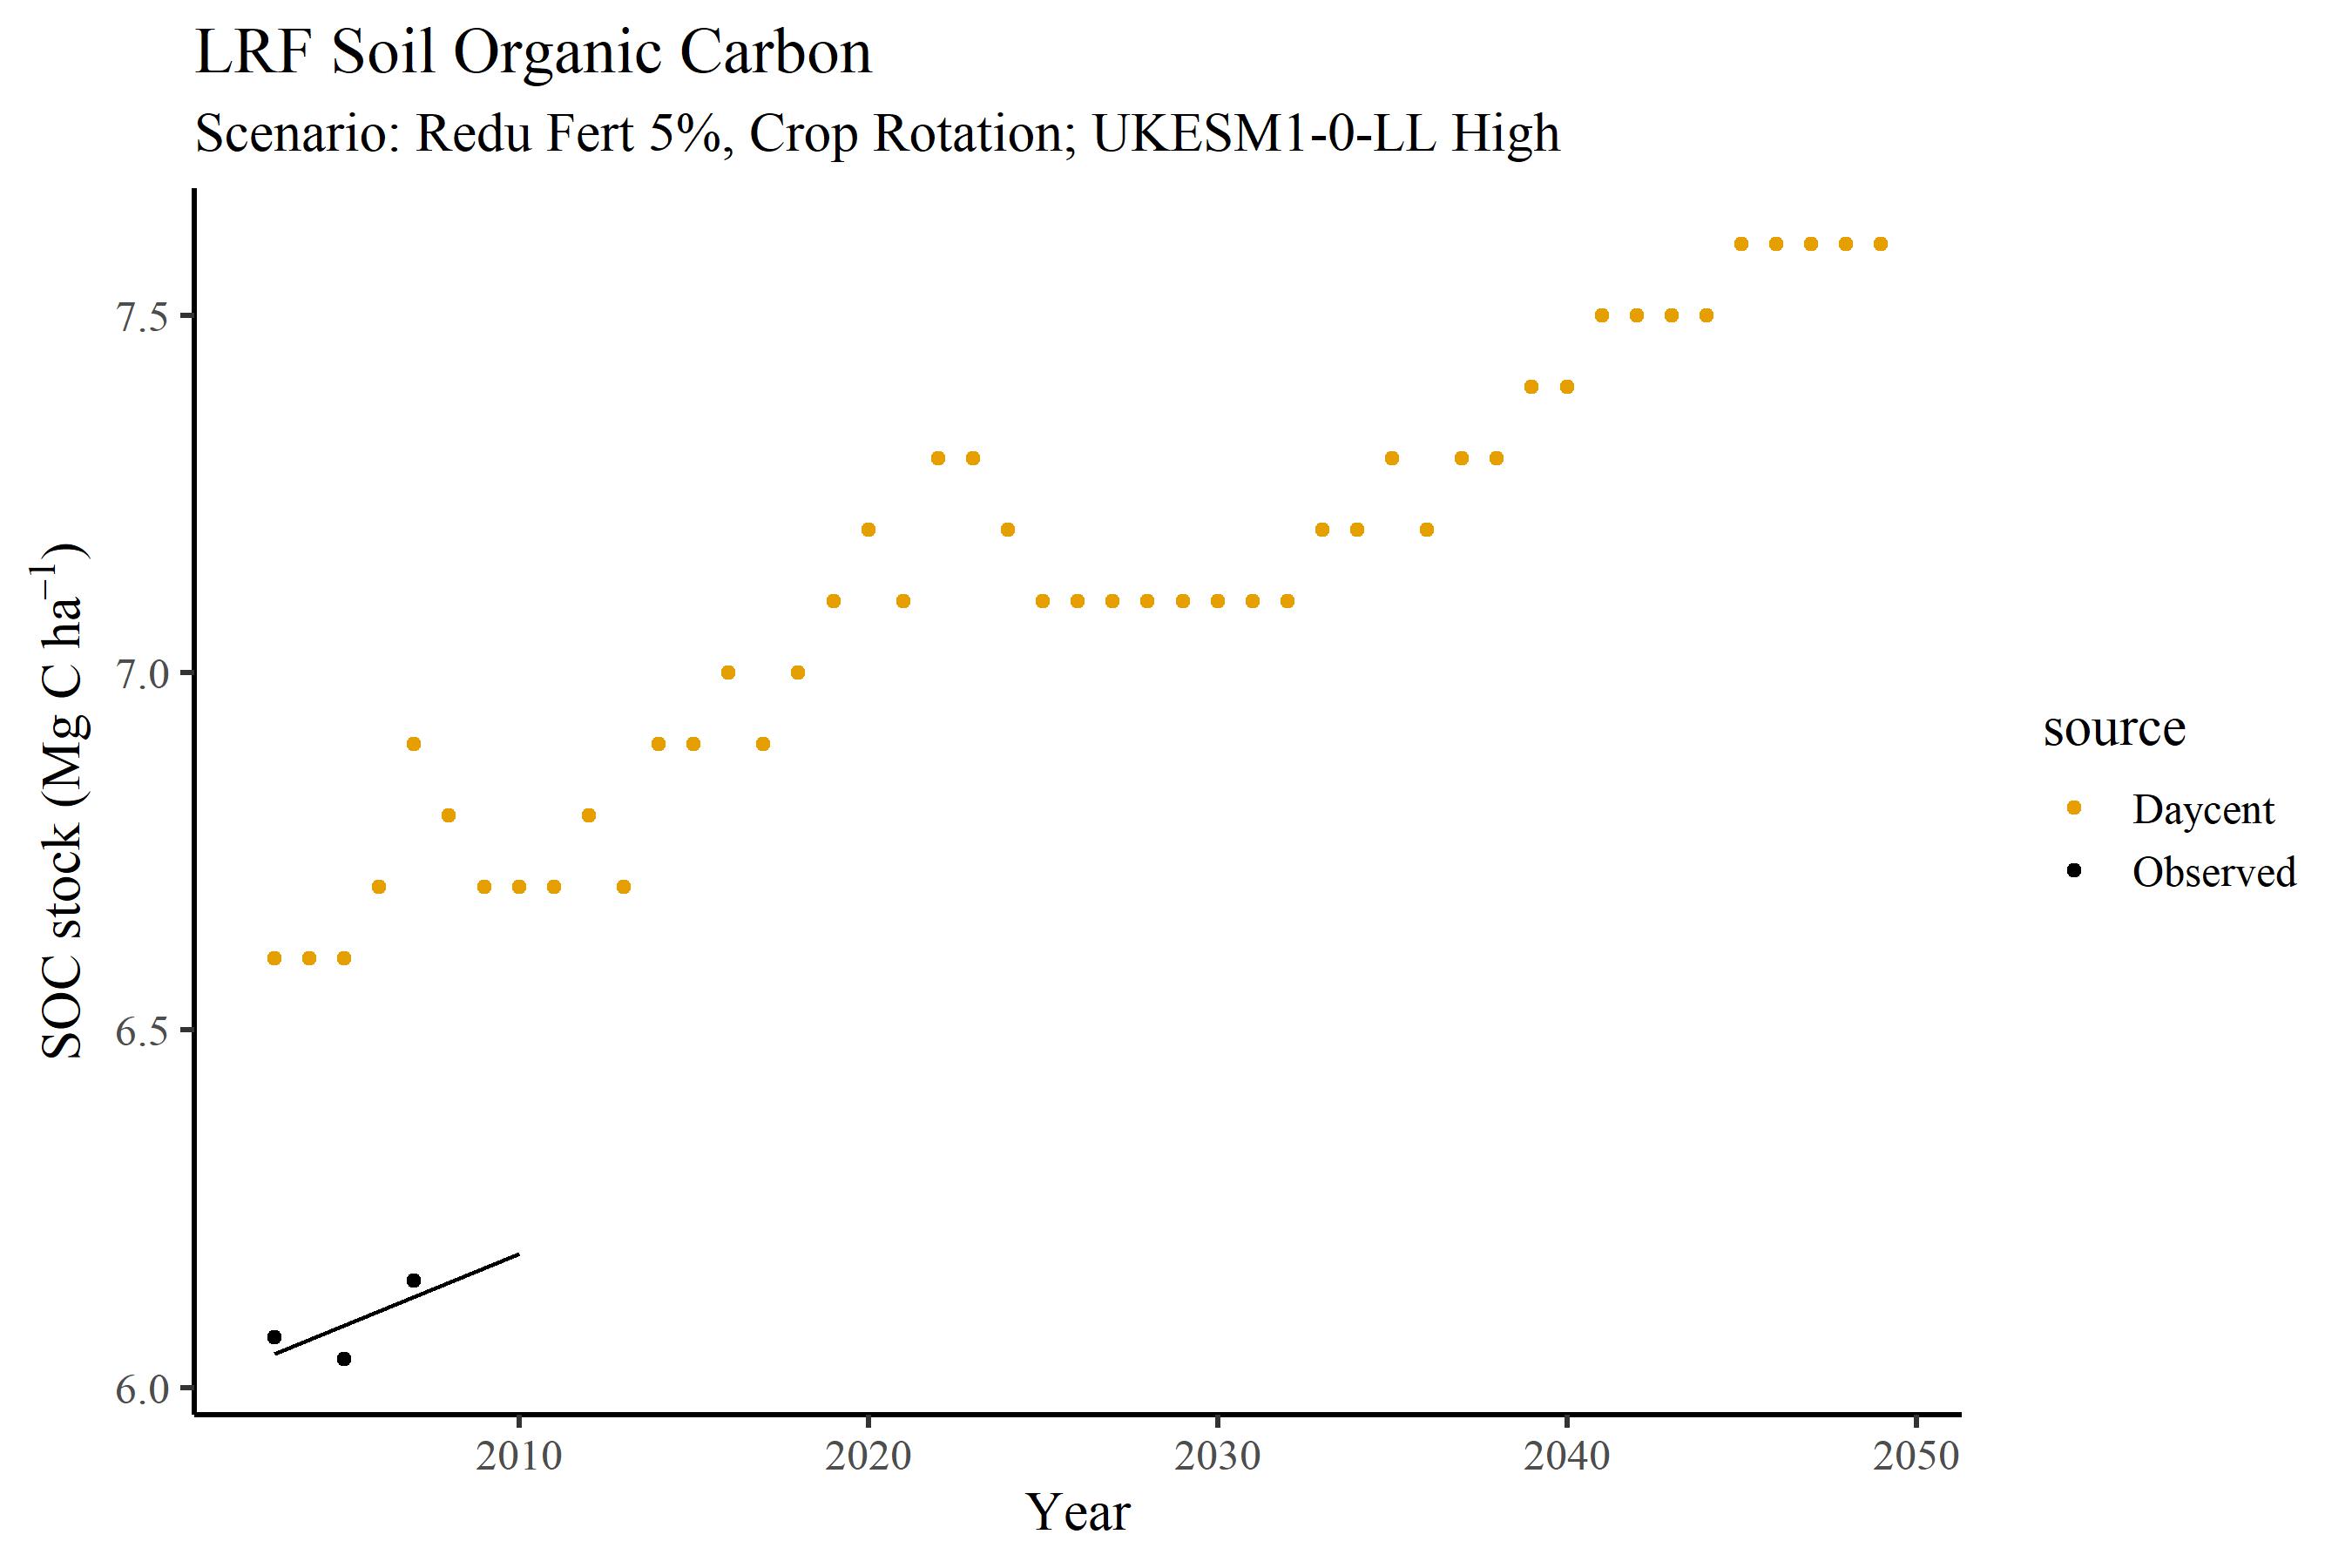 LRF Soil Organic Carbon
Scenario: Redu Fert 5%, Crop Rotation; UKESM1-0-LL High
SOC stock (Mg C ha⁻¹)
7.5
7.0
6.5
6.0
2010 2020 2030 2040 2050
Year
source
Daycent
Observed